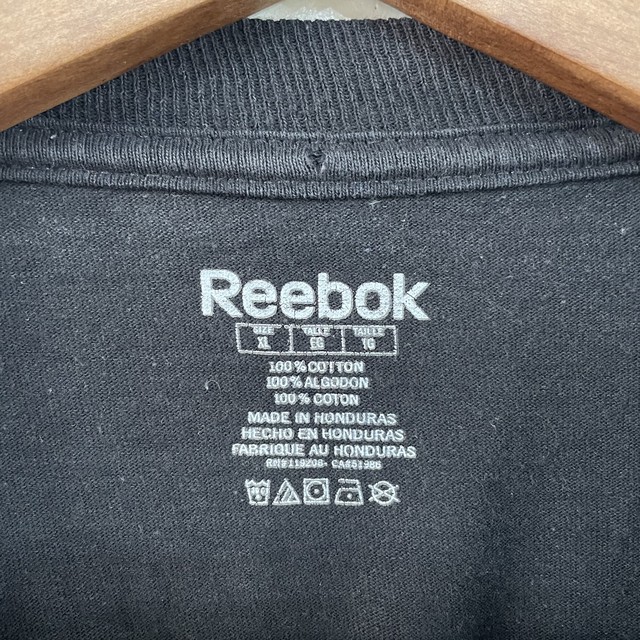 Reebok
SIZE TALLE TAILLE
XL EG TG
100% COTTON
100% ALGODON
100% COTON
MADE IN HONDURAS
HECHO EN HONDURAS
FABRIQUE AU HONDURAS